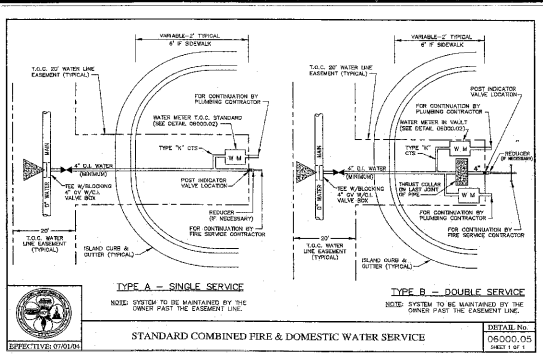 VARIABLE-2' TYPICAL
6' IF SIDEWALK
T.O.C. 20' WATER LINE
EASEMENT (TYPICAL)
FOR CONTINUATION BY
PLUMBING CONTRACTOR
WATER METER T.O.C. STANDARD
(SEE DETAIL 06000.02)
TYPE "K"
CTS
W M
MAIN
4" D.I. WATER
(MINIMUM)
TEE W/BLOCKING
4" GV W/C.I.
VALVE BOX
WATER
POST INDICATOR
VALVE LOCATION
REDUCER
(IF NECESSARY)
FOR CONTINUATION BY
FIRE SERVICE CONTRACTOR
20'
T.O.C. WATER
LINE EASEMENT
(TYPICAL)
ISLAND CURB &
GUTTER (TYPICAL)
TYPE A - SINGLE SERVICE
NOTE: SYSTEM TO BE MAINTAINED BY THE
OWNER PAST THE EASEMENT LINE.
VARIABLE-2' TYPICAL
6' IF SIDEWALK
T.O.C. 20' WATER LINE
EASEMENT (TYPICAL)
POST INDICATOR
VALVE LOCATION
FOR CONTINUATION BY
PLUMBING CONTRACTOR
WATER METER IN VAULT
(SEE DETAIL 06000.02)
TYPE "K"
CTS
W M
REDUCER
(IF NECESSARY)
MAIN
D.I. WATER
(MINIMUM)
4"
TEE W/BLOCKING
VALVE BOX
WATER
THRUST COLLAR
ON LAST JOINT
OF PIPE
W M
FOR CONTINUATION BY
PLUMBING CONTRACTOR
FOR CONTINUATION BY
FIRE SERVICE CONTRACTOR
20'
T.O.C. WATER
LINE EASEMENT
(TYPICAL)
ISLAND CURB &
GUTTER (TYPICAL)
TYPE B - DOUBLE SERVICE
NOTE: SYSTEM TO BE MAINTAINED BY THE
OWNER PAST THE EASEMENT LINE.
EFFECTIVE: 07/01/04
STANDARD COMBINED FIRE & DOMESTIC WATER SERVICE
DETAIL No.
06000.05
SHEET 1 OF 1